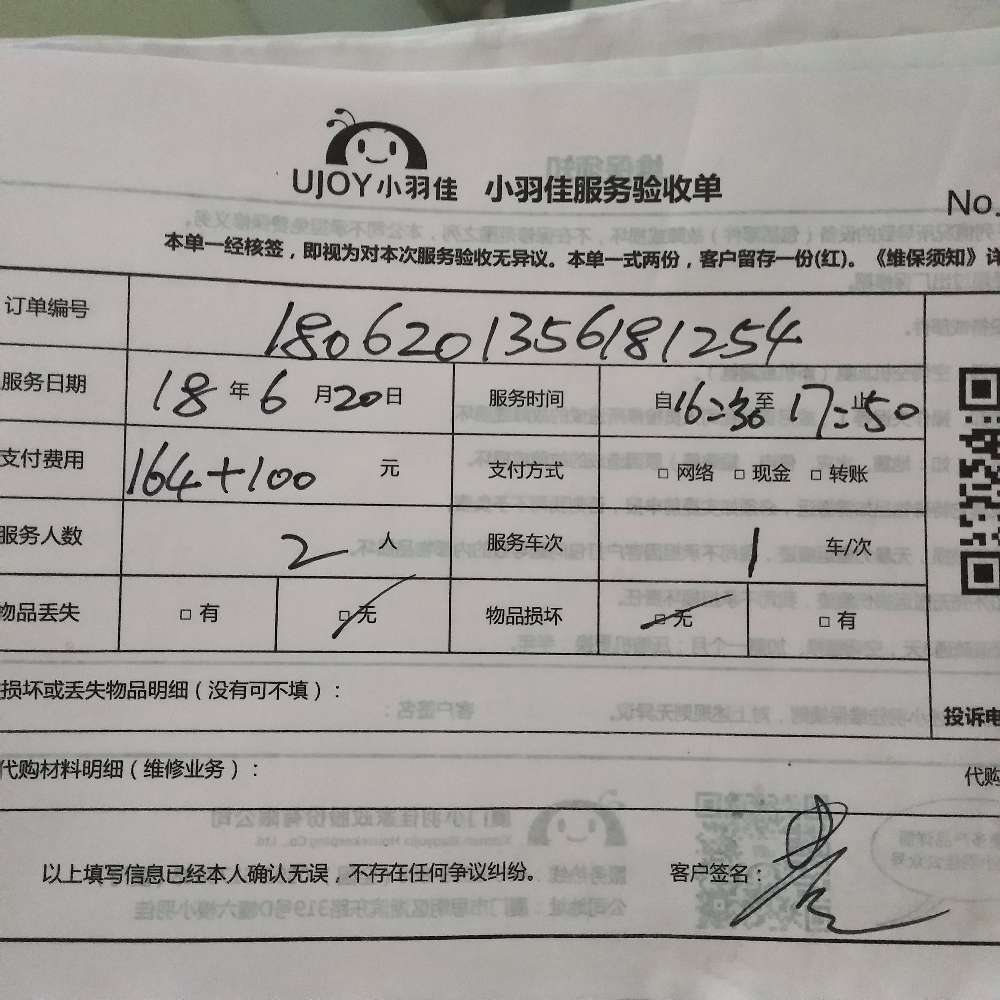 UJOY小羽佳 小羽佳服务验收单
No.
本单一经核签，即视为对本次服务验收无异议。本单一式两份，客户留存一份(红)。《维保须知》详
订单编号 1806201356181254
服务日期 18年6月20日 服务时间 自16:30至17:50止
支付费用 164+100元 支付方式 □网络 □现金 □转账
服务人数 2人 服务车次 1车/次
物品丢失 □有 □无 物品损坏 □无 □有
损坏或丢失物品明细（没有可不填）：
投诉电
代购材料明细（维修业务）：
代购
以上填写信息已经本人确认无误，不存在任何争议纠纷。 客户签名：